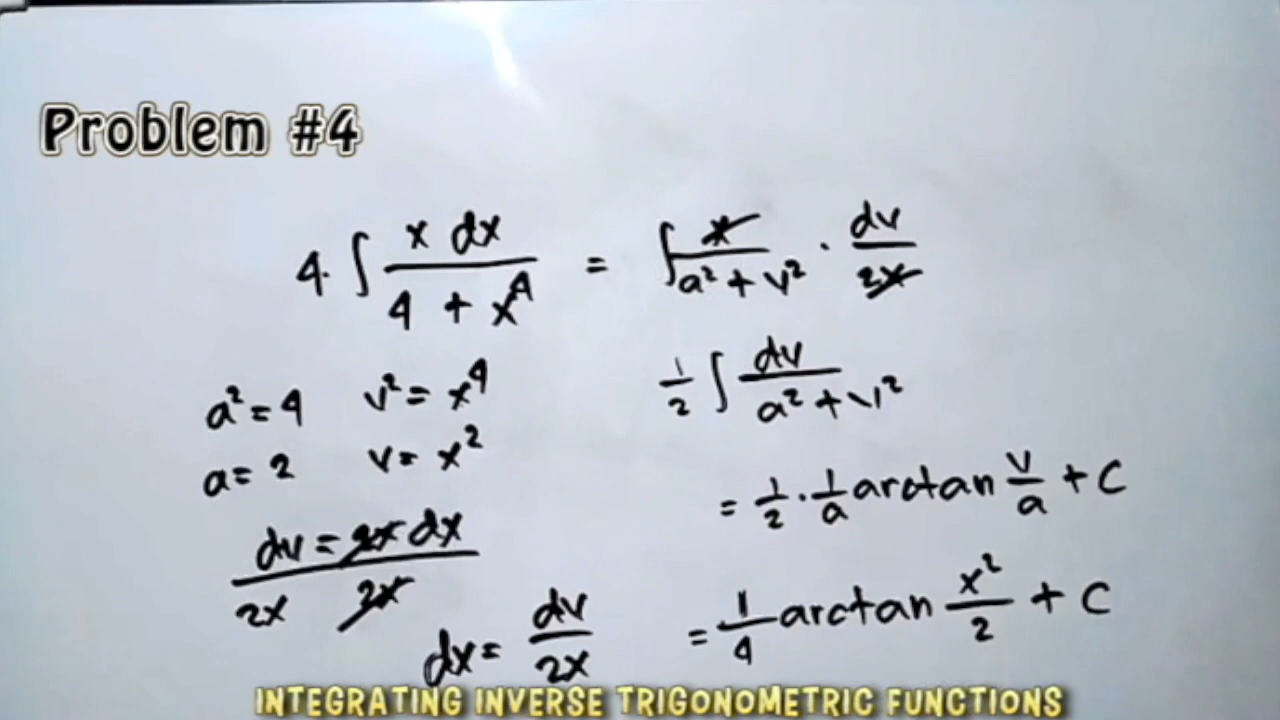 Problem #4
4. ∫ x dx / (4 + x⁴) = ∫ x / (a² + v²) · dv / 2x
a² = 4    v² = x⁴
a = 2    v = x²
dv / 2x = 2x dx / 2x
dx = dv / 2x
1/2 ∫ dv / (a² + v²)
= 1/2 · 1/a arctan v/a + C
= 1/4 arctan x²/2 + C
INTEGRATING INVERSE TRIGONOMETRIC FUNCTIONS